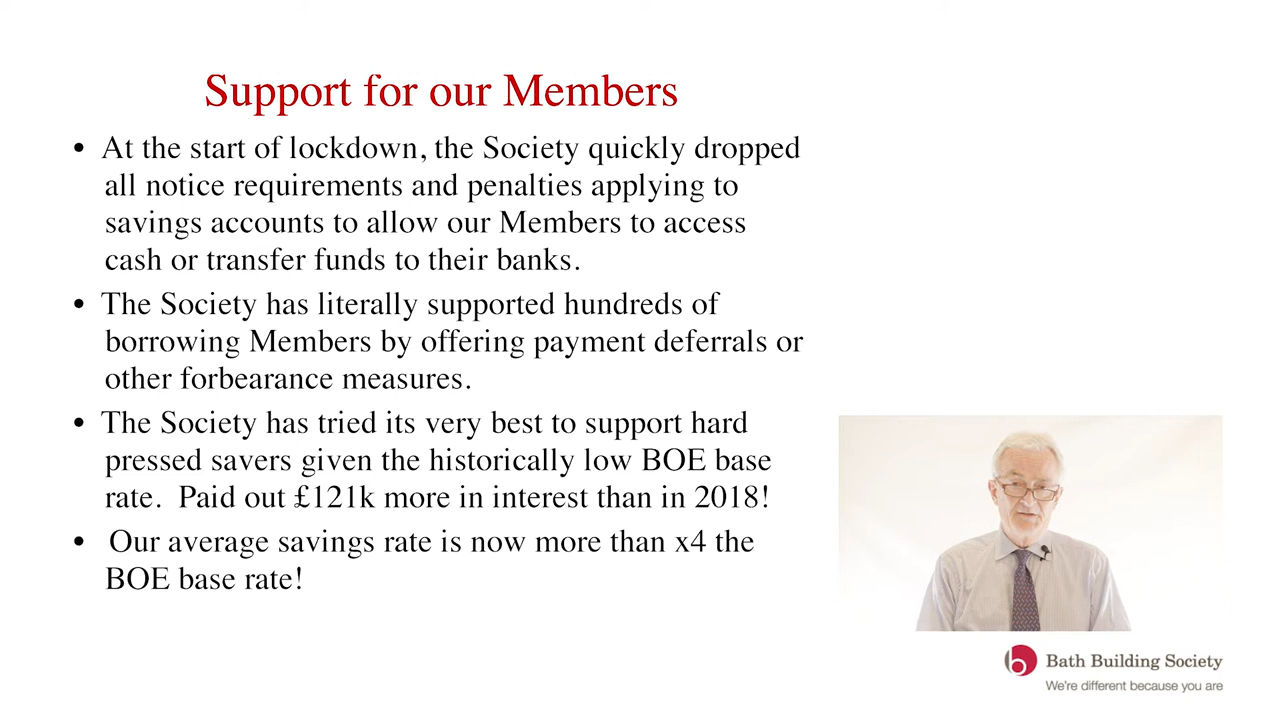 Support for our Members
• At the start of lockdown, the Society quickly dropped
all notice requirements and penalties applying to
savings accounts to allow our Members to access
cash or transfer funds to their banks.
• The Society has literally supported hundreds of
borrowing Members by offering payment deferrals or
other forbearance measures.
• The Society has tried its very best to support hard
pressed savers given the historically low BOE base
rate.  Paid out £121k more in interest than in 2018!
• Our average savings rate is now more than x4 the
BOE base rate!
Bath Building Society
We're different because you are